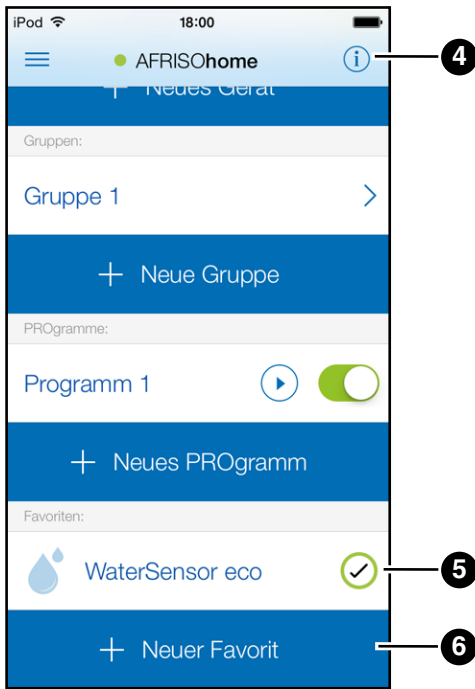 iPod 18:00
AFRISOhome
4
+ Neues Gerät
Gruppen:
Gruppe 1
+ Neue Gruppe
PROgramme:
Programm 1
+ Neues PROgramm
Favoriten:
WaterSensor eco
5
+ Neuer Favorit
6